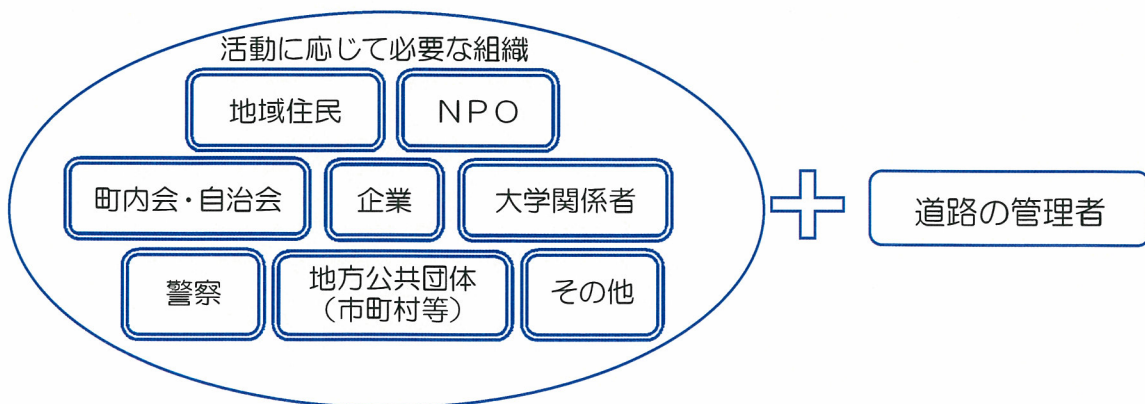 活動に応じて必要な組織
地域住民
NPO
町内会・自治会
企業
大学関係者
警察
地方公共団体
(市町村等)
その他
道路の管理者